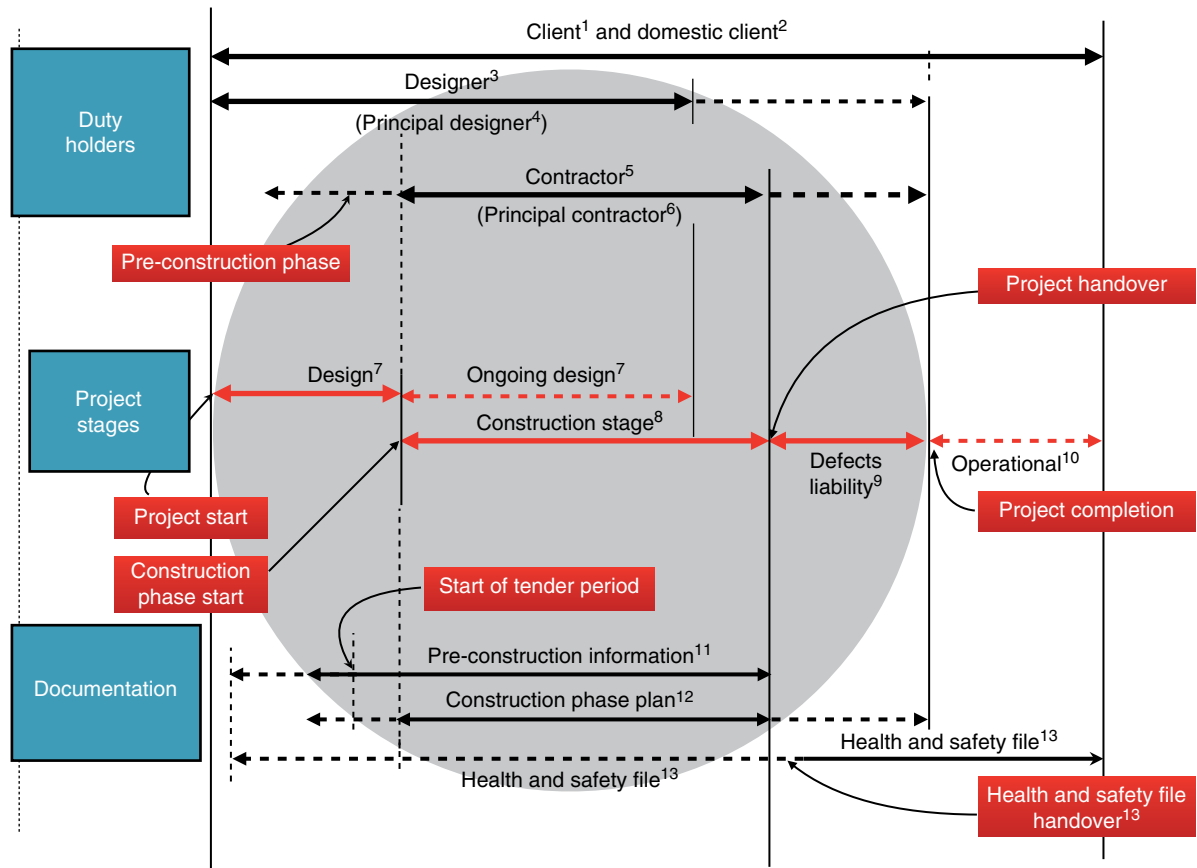 Client¹ and domestic client²
Designer³
(Principal designer⁴)
Duty
holders
Contractor⁵
(Principal contractor⁶)
Pre-construction phase
Project handover
Design⁷
Ongoing design⁷
Project
stages
Construction stage⁸
Defects
liability⁹
Operational¹⁰
Project start
Project completion
Construction
phase start
Start of tender period
Documentation
Pre-construction information¹¹
Construction phase plan¹²
Health and safety file¹³
Health and safety file¹³
Health and safety file
handover¹³